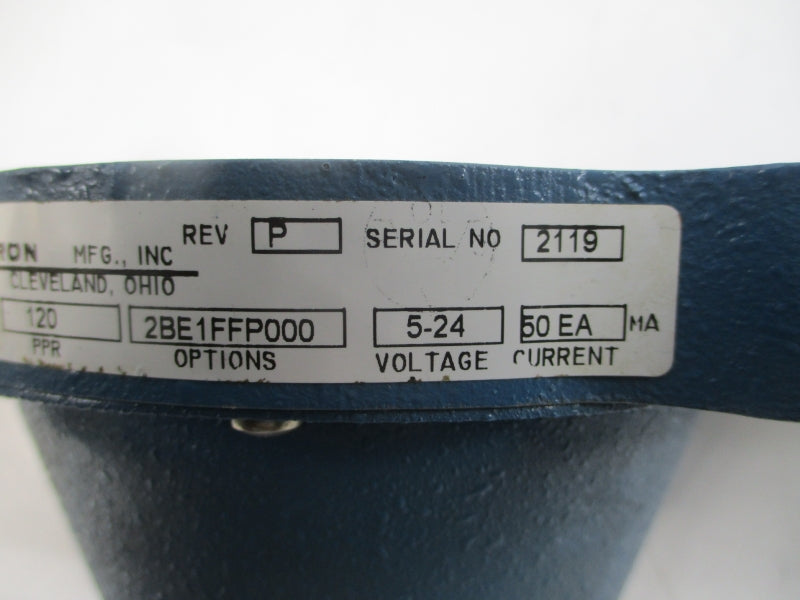 REV P SERIAL NO 2119
RON MFG., INC
CLEVELAND, OHIO
120 2BE1FFP000 5-24 50 EA MA
PPR OPTIONS VOLTAGE CURRENT